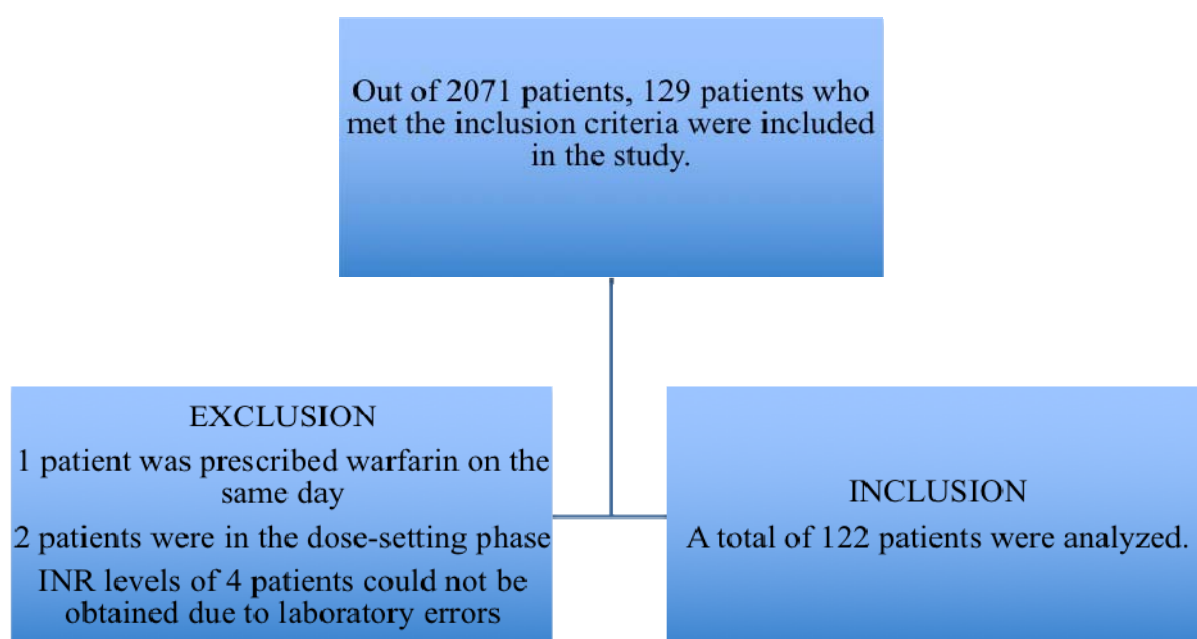 Out of 2071 patients, 129 patients who
met the inclusion criteria were included
in the study.
EXCLUSION
1 patient was prescribed warfarin on the
same day
2 patients were in the dose-setting phase
INR levels of 4 patients could not be
obtained due to laboratory errors
INCLUSION
A total of 122 patients were analyzed.